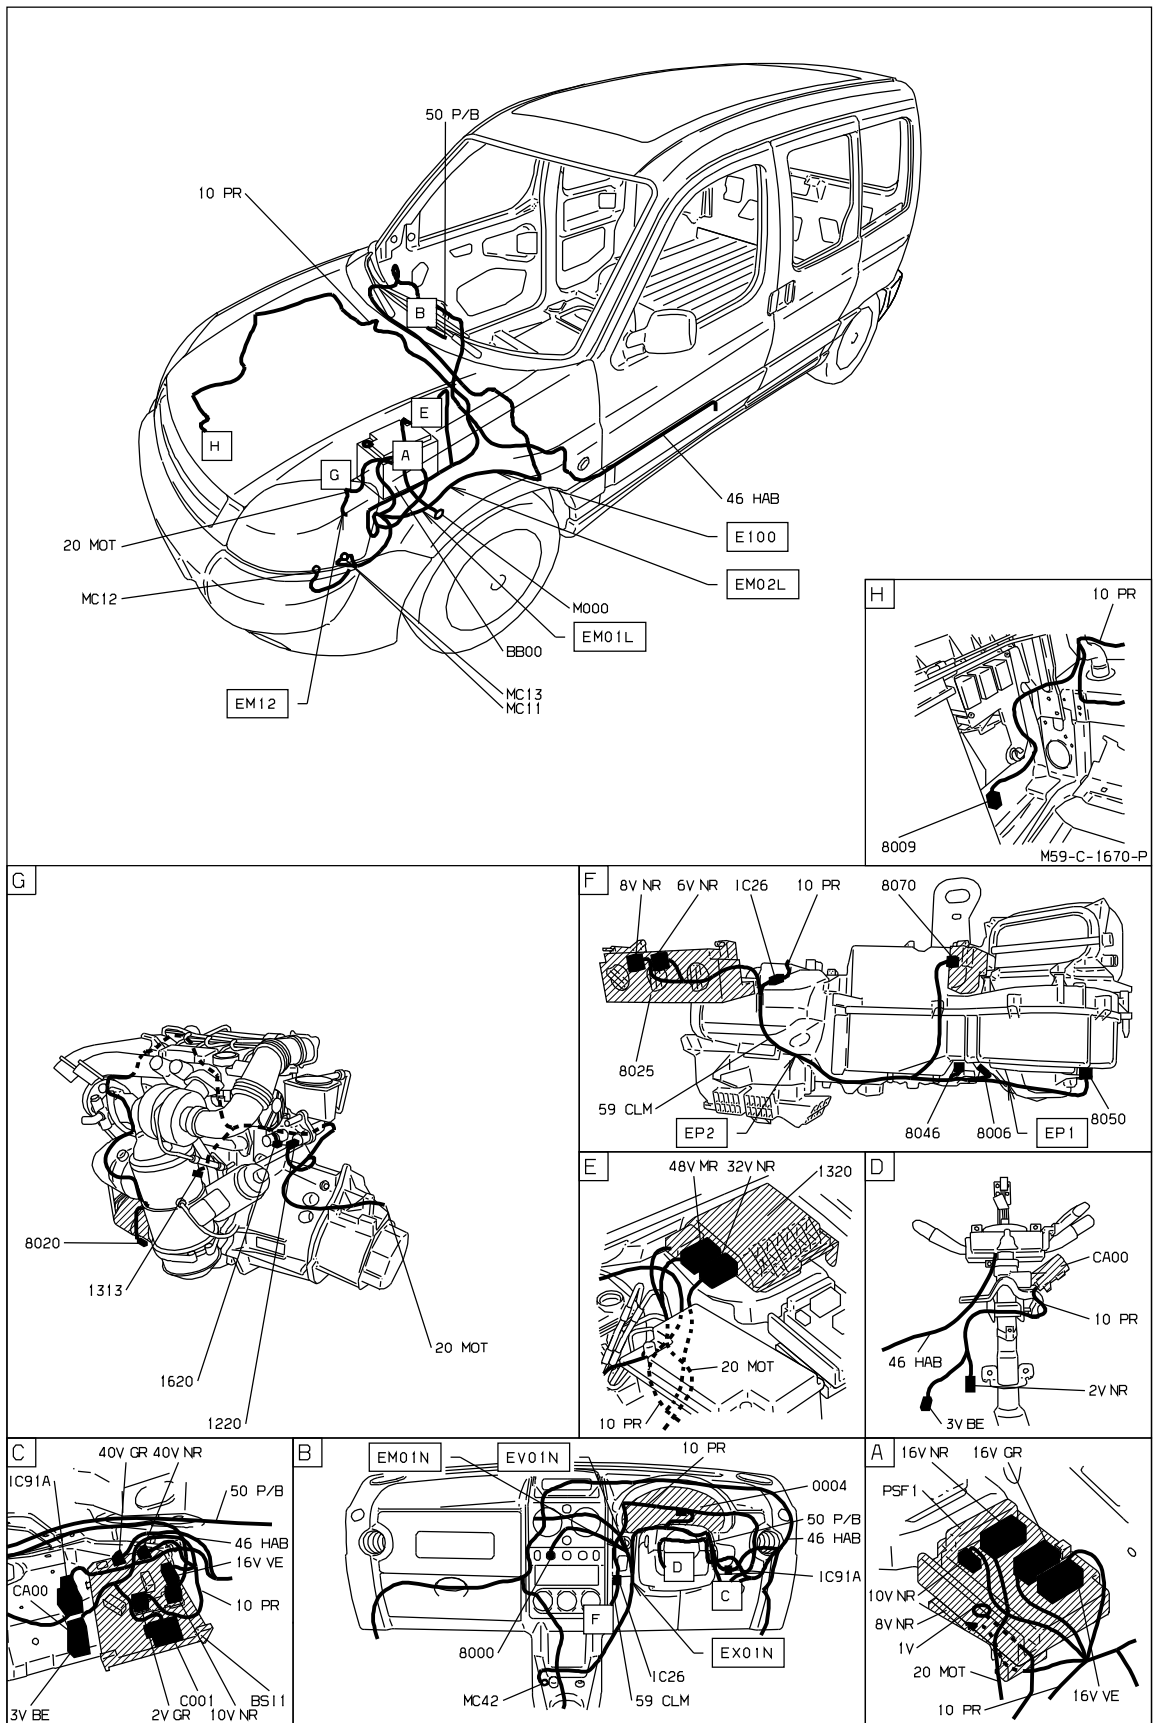 50 P/B
10 PR
B
E
H
A
G
46 HAB
E100
20 MOT
EM02L
MC12
M000
EM01L
BB00
MC13
MC11
EM12
H
10 PR
8009
M59-C-1670-P
G
8020
1313
20 MOT
1620
1220
F
8V NR 6V NR IC26 10 PR 8070
8025
59 CLM
EP2
8046
8006
EP1
8050
E
48V MR 32V NR
1320
20 MOT
10 PR
D
CA00
10 PR
46 HAB
2V NR
3V BE
C
40V GR 40V NR
IC91A
50 P/B
46 HAB
16V VE
CA00
10 PR
3V BE
C001
2V GR
BSI1
10V NR
B
EM01N
EV01N
10 PR
0004
50 P/B
46 HAB
D
IC91A
C
F
8000
EX01N
IC26
MC42
59 CLM
A
16V NR 16V GR
PSF1
10V NR
8V NR
1V
20 MOT
10 PR
16V VE